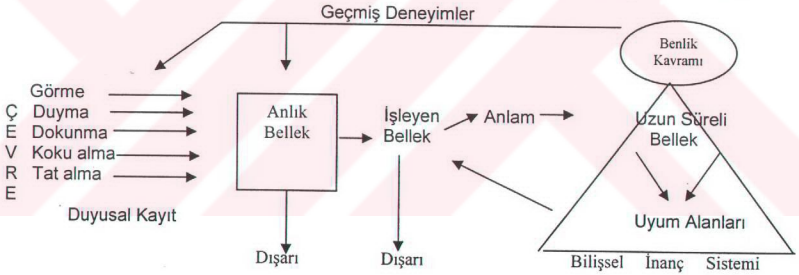 Geçmiş Deneyimler
Benlik
Kavramı
Görme
Ç Duyma
E Dokunma
V Koku alma
R Tat alma
E
Duyusal Kayıt
Anlık
Bellek
İşleyen
Bellek
Anlam
Uzun Süreli
Bellek
Uyum Alanları
Dışarı
Dışarı
Bilişsel İnanç Sistemi